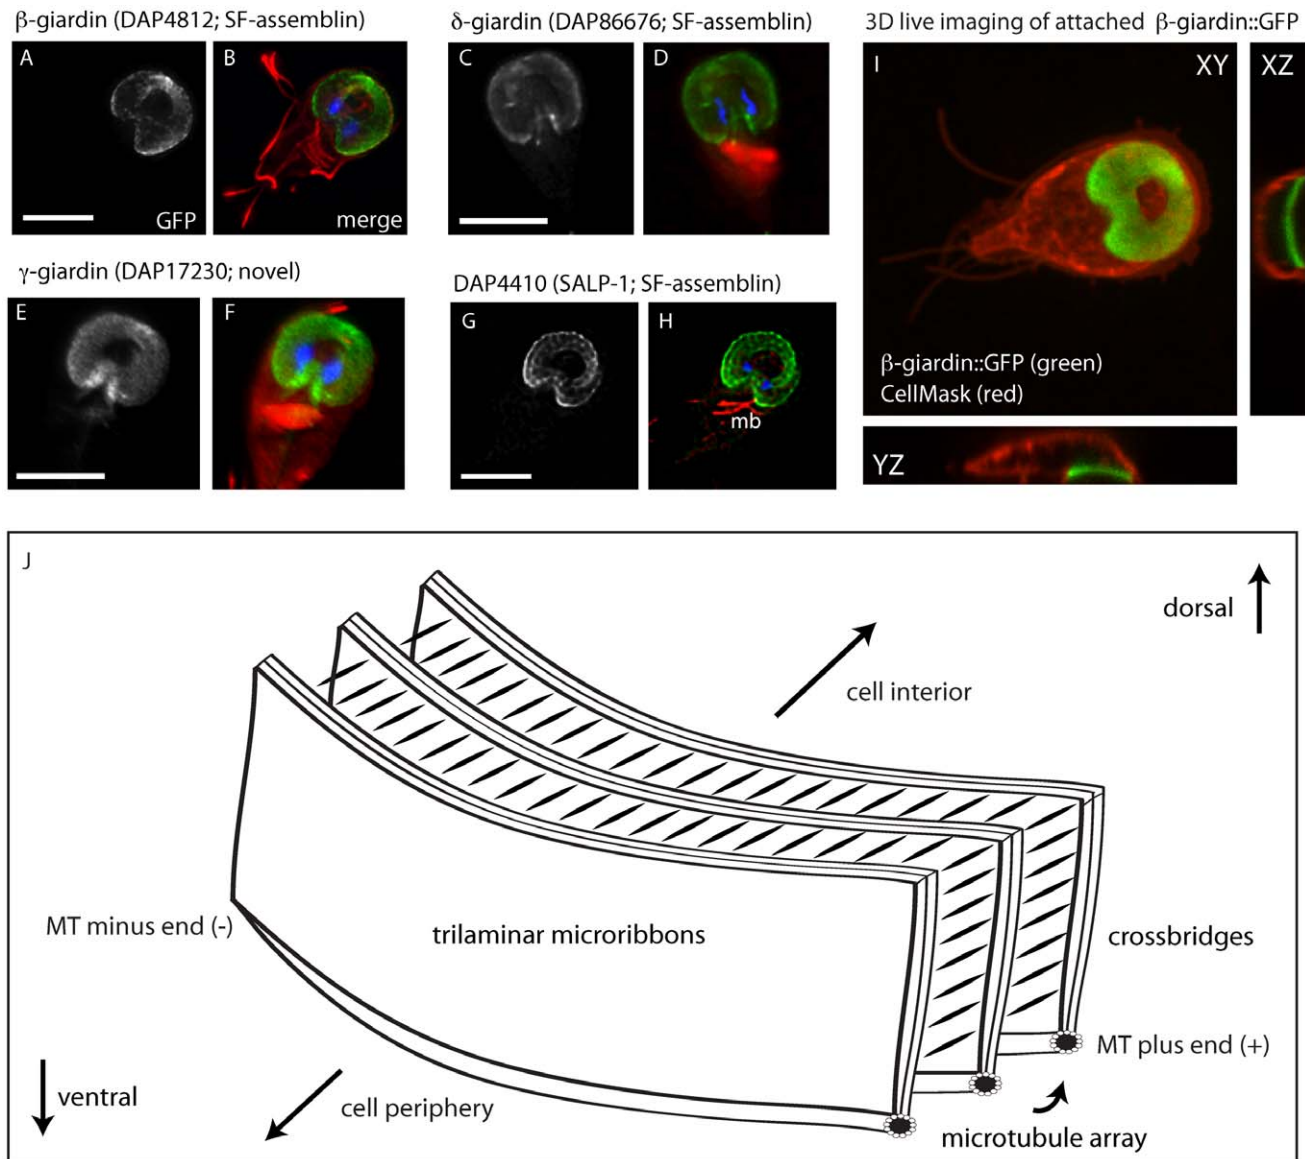 β-giardin (DAP4812; SF-assemblin)
δ-giardin (DAP86676; SF-assemblin)
3D live imaging of attached β-giardin::GFP
A
B
C
D
I
XY
XZ
GFP
merge
γ-giardin (DAP17230; novel)
DAP4410 (SALP-1; SF-assemblin)
E
F
G
H
mb
β-giardin::GFP (green)
CellMask (red)
YZ
J
dorsal
cell interior
MT minus end (-)
trilaminar microribbons
crossbridges
MT plus end (+)
ventral
cell periphery
microtubule array